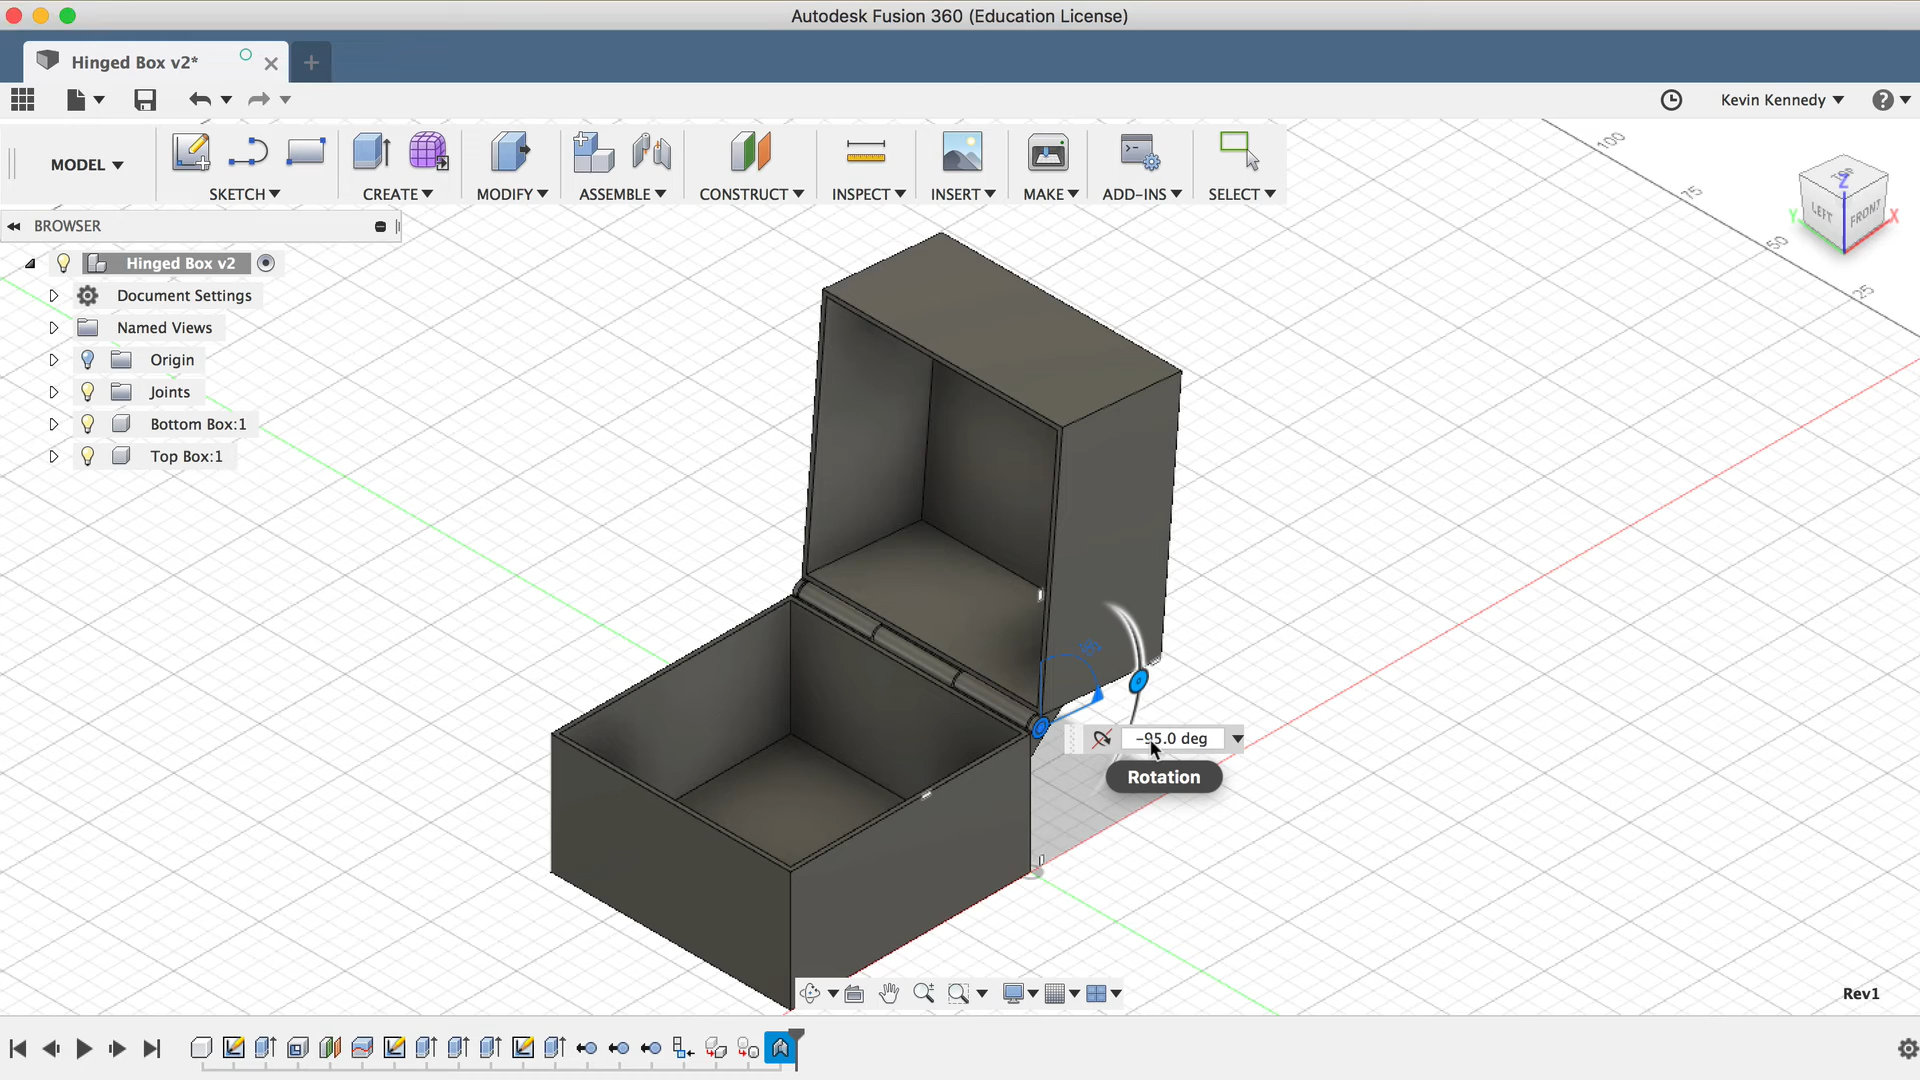 Autodesk Fusion 360 (Education License)
Hinged Box v2*
Kevin Kennedy
MODEL
SKETCH
CREATE
MODIFY
ASSEMBLE
CONSTRUCT
INSPECT
INSERT
MAKE
ADD-INS
SELECT
BROWSER
Hinged Box v2
Document Settings
Named Views
Origin
Joints
Bottom Box:1
Top Box:1
100
75
50
25
TOP
LEFT
FRONT
Z
Y
X
-95.0 deg
Rotation
Rev1